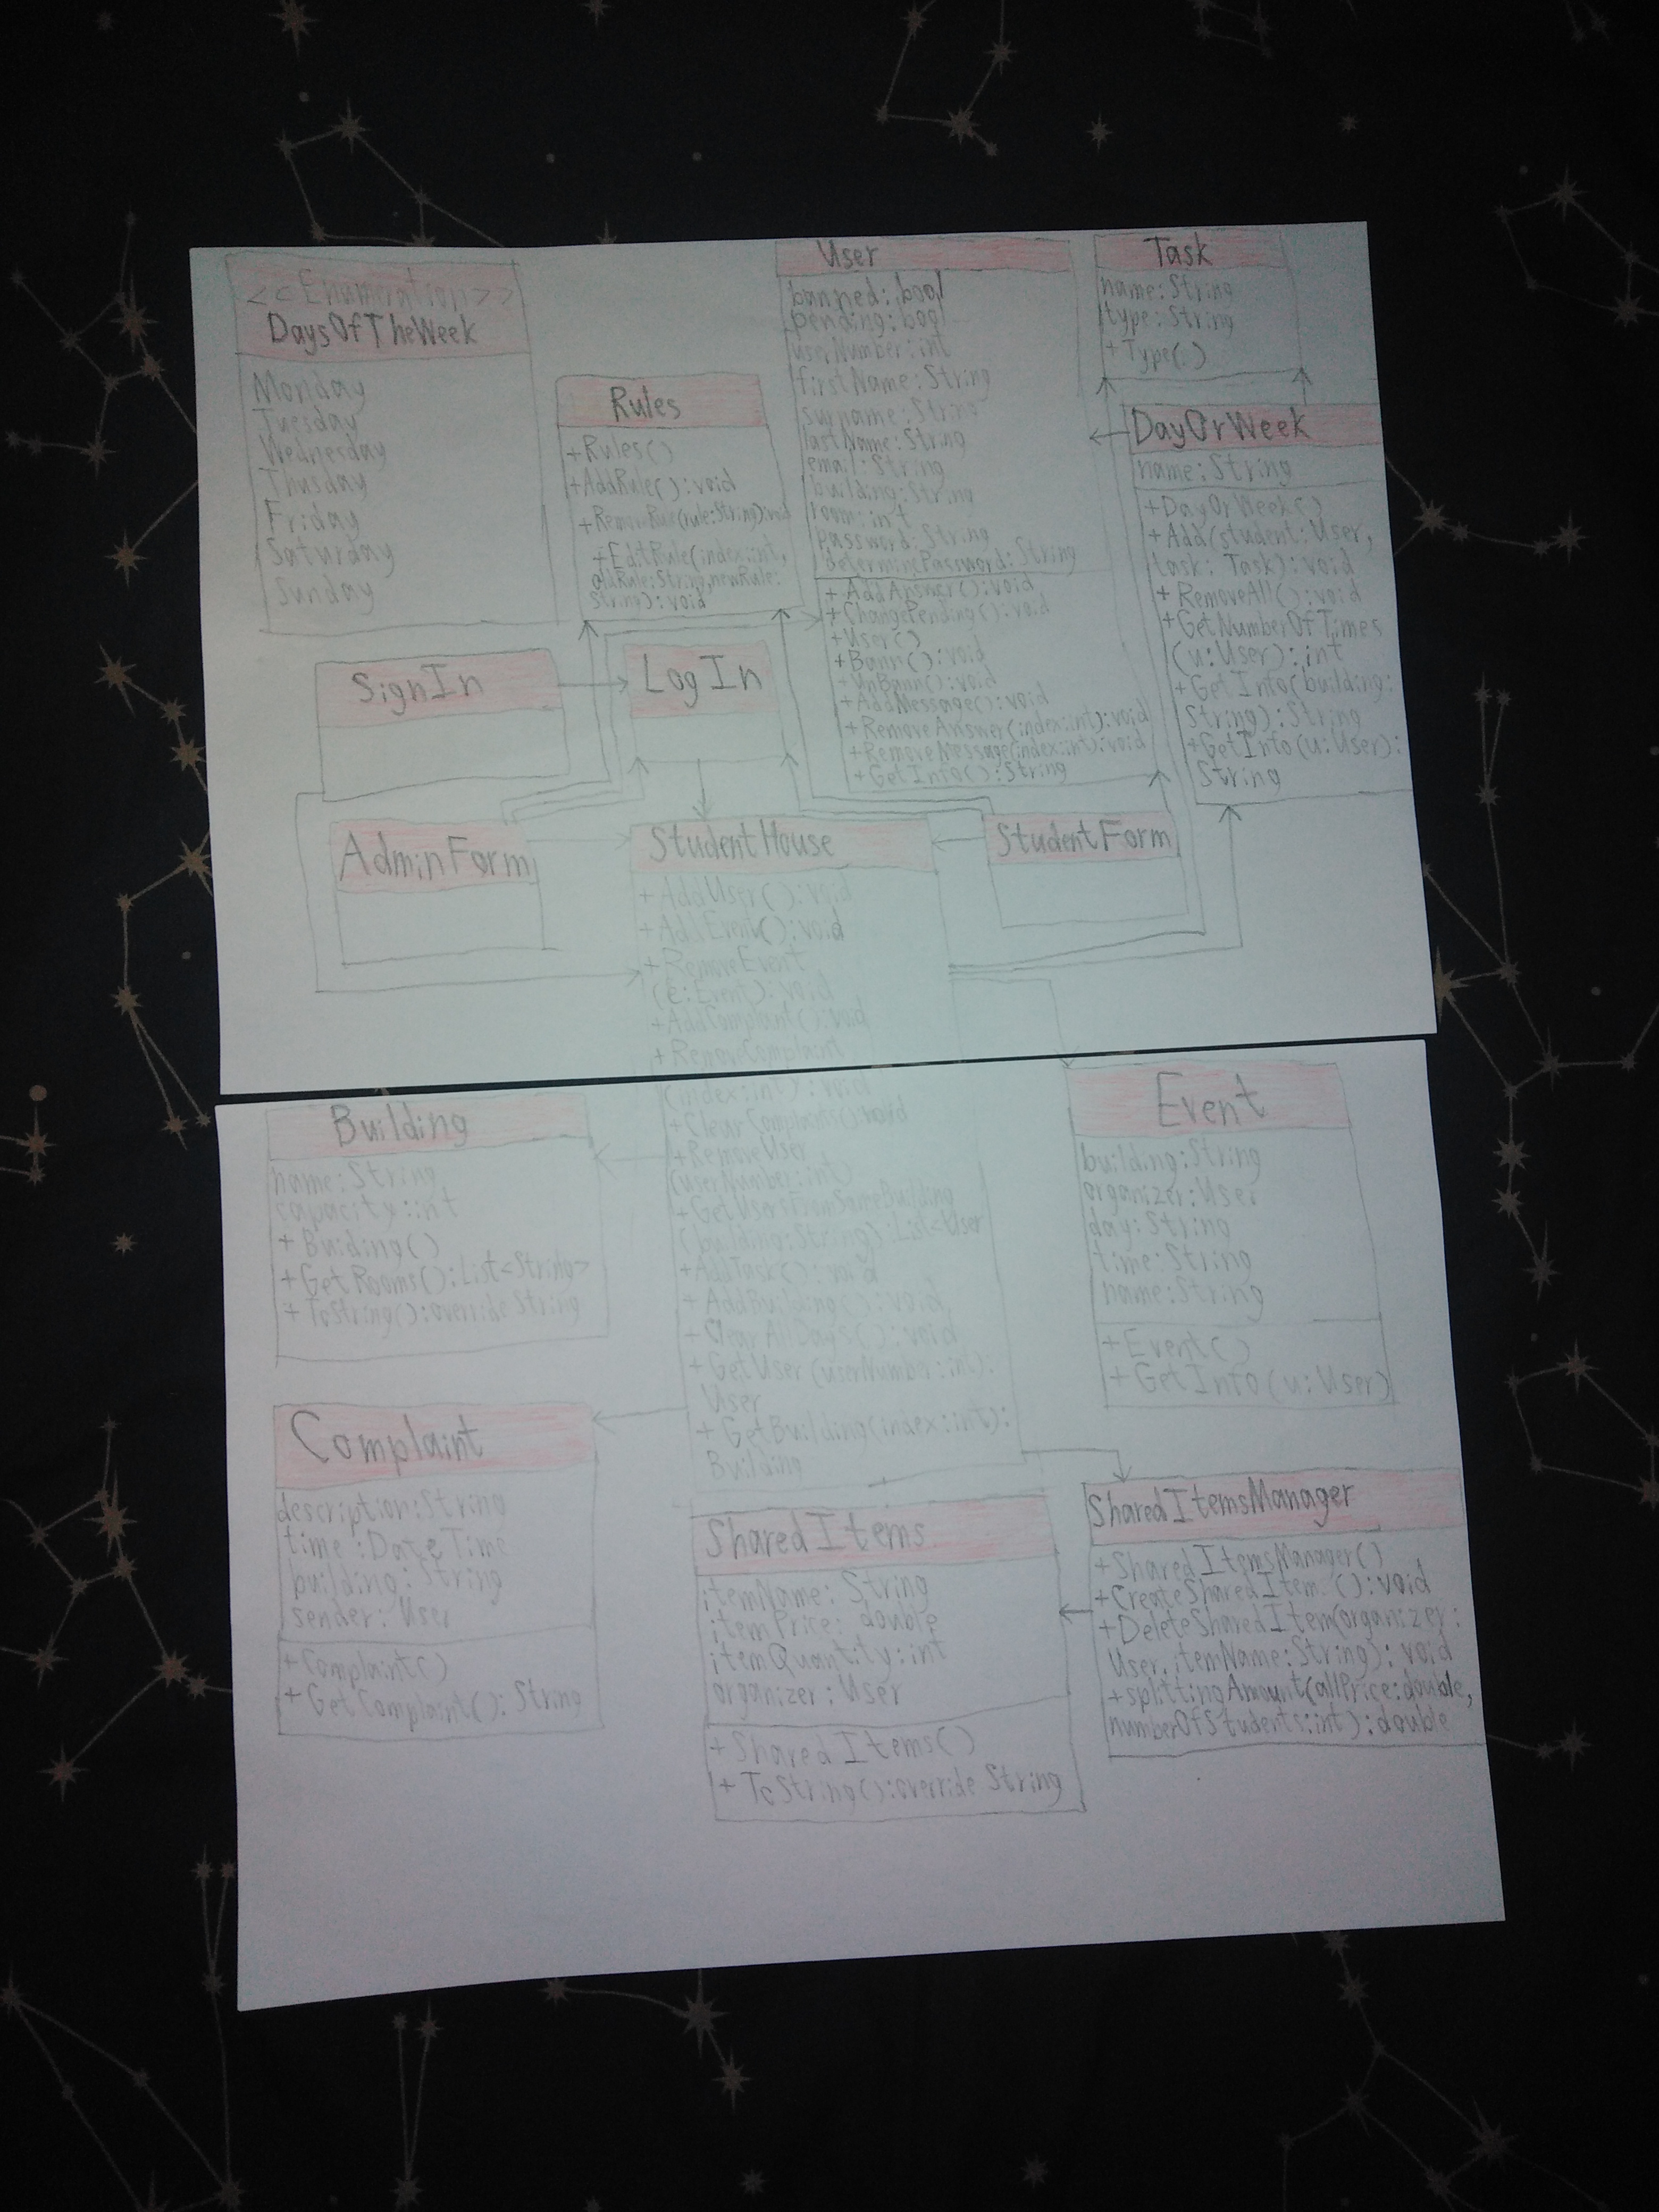 <<Enumeration>>
DaysOfTheWeek
Monday
Tuesday
Wednesday
Thusday
Friday
Saturday
Sunday
Rules
+Rules()
+AddRule():void
+RemoveRule(rule:String):void
+EditRule(index:int,
oldRule:String,newRule:
String):void
User
banned:bool
pending:bool
userNumber:int
firstName:String
surname:String
lastName:String
email:String
building:String
room:int
password:String
determinePasword:String
+AddAnswer():void
+ChangePending():void
+User()
+Bann():void
+UnBann():void
+AddMessage():void
+RemoveAnswer(index:int):void
+RemoveMessage(index:int):void
+GetInfo():String
Task
name:String
type:String
+Type()
DayOrWeek
name:String
+DayOrWeek()
+Add(student:User,
task:Task):void
+RemoveAll():void
+GetNumberOfTimes
(u:User):int
+GetInfo(building:
String):String
+GetInfo(u:User):
String
SignIn
LogIn
AdminForm
StudentHouse
+AddUser():void
+AddEvent():void
+RemoveEvent
(e:Event):void
+AddComplaint():void
+RemoveComplaint
(index:int):void
+ClearComplaints():void
+RemoveUser
(userNumber:int)
+GetUsersFromSameBuilding
(building:String):List<User
+AddTask():void
+AddBuilding():void
+ClearAllDays():void
+GetUser(userNumber:int):
User
+GetBuilding(index:int):
Building
StudentForm
Building
name:String
capacity:int
+Building()
+GetRooms():List<String>
+ToString():override String
Event
building:String
organizer:User
day:String
time:String
name:String
+Event()
+GetInfo(u:User)
Complaint
description:String
time:DateTime
building:String
sender:User
+Complaint()
+GetComplaint():String
SharedItems
itemName:String
itemPrice:double
itemQuantity:int
organizer:User
+SharedItems()
+ToString():override String
SharedItemsManager
+SharedItemsManager()
+CreateSharedItem():void
+DeleteSharedItem(organizer:
User,itemName:String):void
+splittingAmount(allPrice:double,
numberOfStudents:int):double